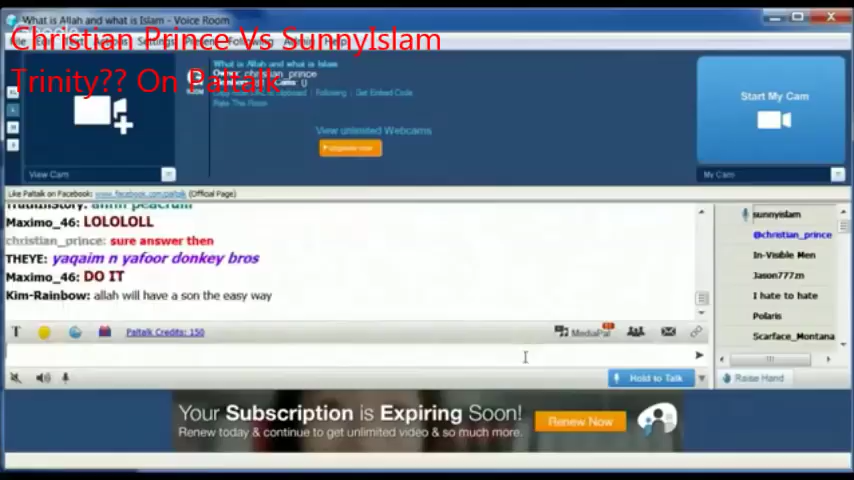 What is Allah and what is Islam - Voice Room
Christian Prince Vs SunnyIslam
Trinity?? On Paltalk
What is Allah and what is Islam
christian_prince
Following | Get Embed Code
Rate This Room
View unlimited Webcams
Start My Cam
View Cam
My Cam
Like Paltalk on Facebook: www.facebook.com/paltalk (Official Page)
Maximo_46: LOLOLOLL
christian_prince: sure answer then
THEYE: yaqaim n yafoor donkey bros
Maximo_46: DO IT
Kim-Rainbow: allah will have a son the easy way
sunnyislam
@christian_prince
In-Visible Men
Jason777m
I hate to hate
Polaris
Scarface_Montana
T
Paltalk Credits: 150
MediaPal
Hold to Talk
Raise Hand
Your Subscription is Expiring Soon!
Renew today & continue to get unlimited video & so much more.
Renew Now